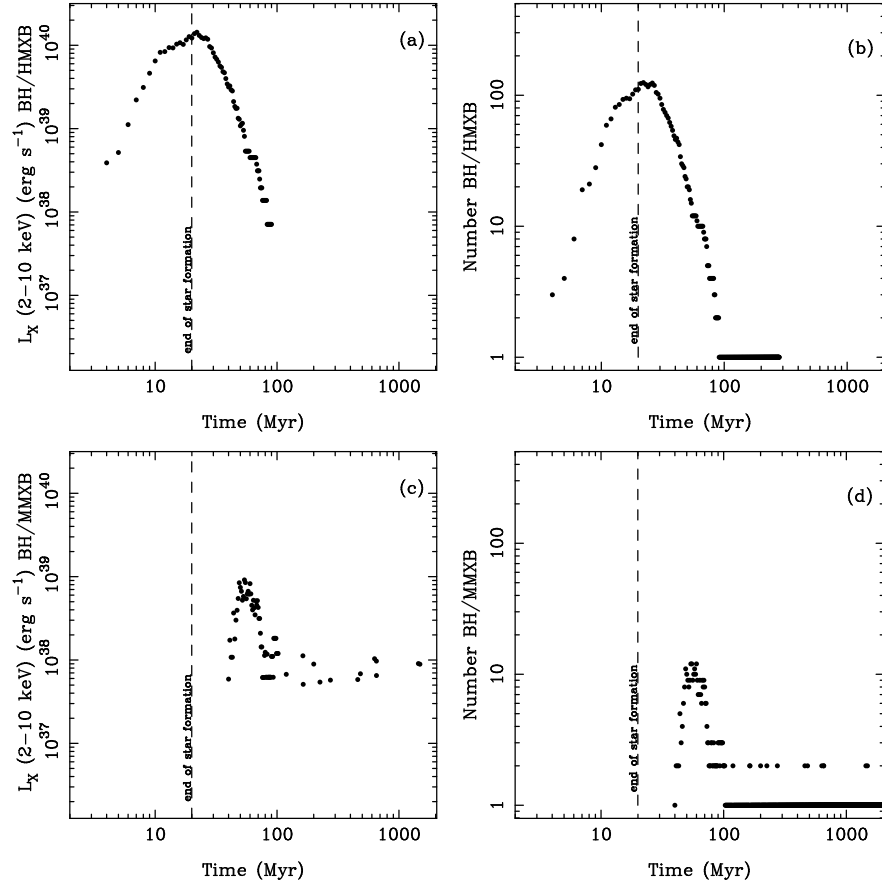 (a)
L_X (2−10 keV) (erg s^−1) BH/HMXB
10^40
10^39
10^38
10^37
end of star formation
10
100
1000
Time (Myr)
(b)
Number BH/HMXB
100
10
1
end of star formation
10
100
1000
Time (Myr)
(c)
L_X (2−10 keV) (erg s^−1) BH/MMXB
10^40
10^39
10^38
10^37
end of star formation
10
100
1000
Time (Myr)
(d)
Number BH/MMXB
100
10
1
end of star formation
10
100
1000
Time (Myr)